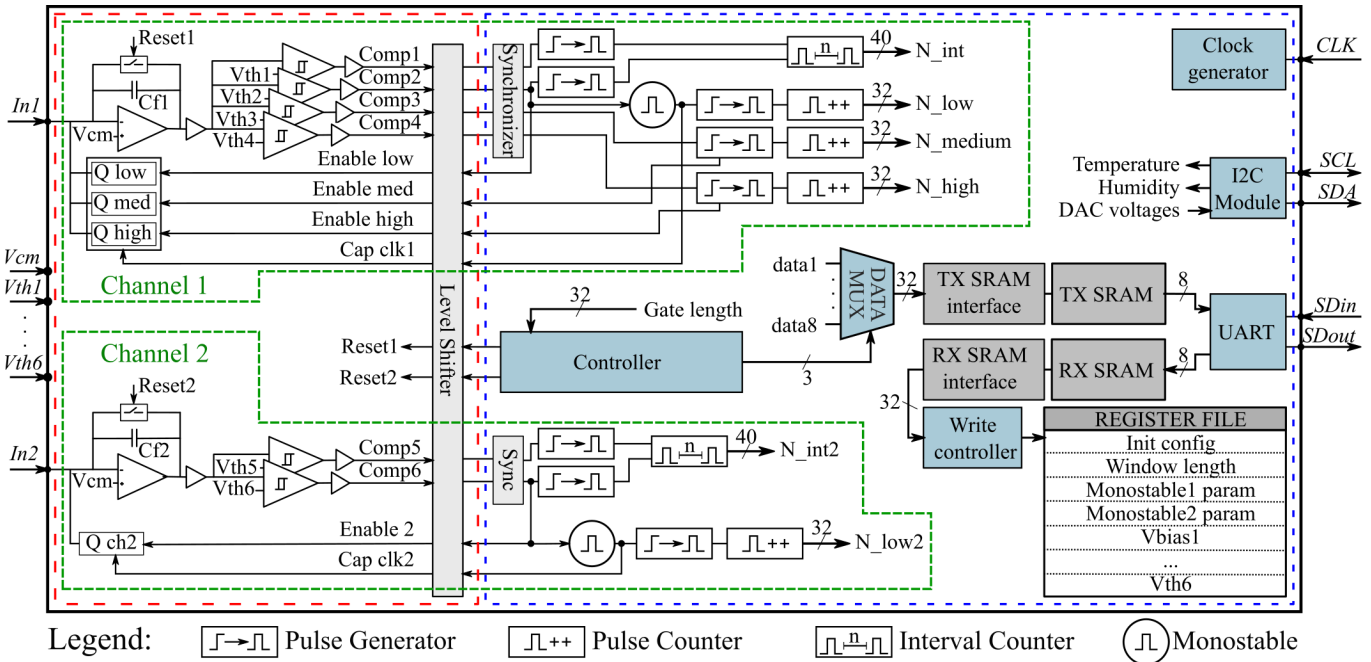 Reset1
Cf1
In1
Vcm
Vth1
Vth2
Vth3
Vth4
Comp1
Comp2
Comp3
Comp4
Enable low
Enable med
Enable high
Cap clk1
Q low
Q med
Q high
Channel 1
Synchronizer
Level Shifter
n
40
N_int
++
32
N_low
++
32
N_medium
++
32
N_high
Clock
generator
CLK
Temperature
Humidity
DAC voltages
I2C
Module
SCL
SDA
Vcm
Vth1
Vth6
Channel 2
Reset1
Reset2
32
Gate length
Controller
3
data1
data8
DATA
MUX
32
TX SRAM
interface
TX SRAM
8
UART
SDin
SDout
RX SRAM
interface
RX SRAM
8
32
Write
controller
REGISTER FILE
Init config
Window length
Monostable1 param
Monostable2 param
Vbias1
...
Vth6
Reset2
Cf2
In2
Vcm
Vth5
Vth6
Comp5
Comp6
Enable 2
Cap clk2
Q ch2
Sync
n
40
N_int2
++
32
N_low2
Legend:
Pulse Generator
++
Pulse Counter
n
Interval Counter
Monostable